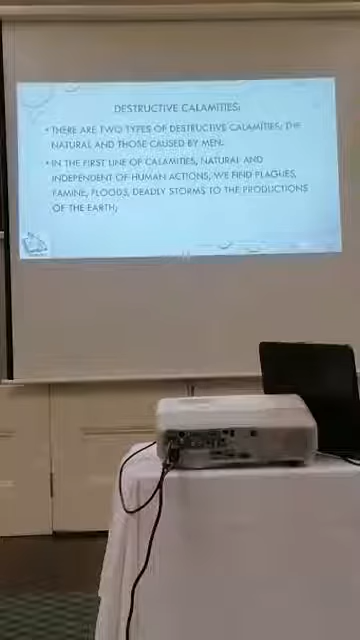 DESTRUCTIVE CALAMITIES:
• THERE ARE TWO TYPES OF DESTRUCTIVE CALAMITIES, THE
NATURAL AND THOSE CAUSED BY MEN.
• IN THE FIRST LINE OF CALAMITIES, NATURAL AND
INDEPENDENT OF HUMAN ACTIONS, WE FIND PLAGUES,
FAMINE, FLOODS, DEADLY STORMS TO THE PRODUCTIONS
OF THE EARTH;